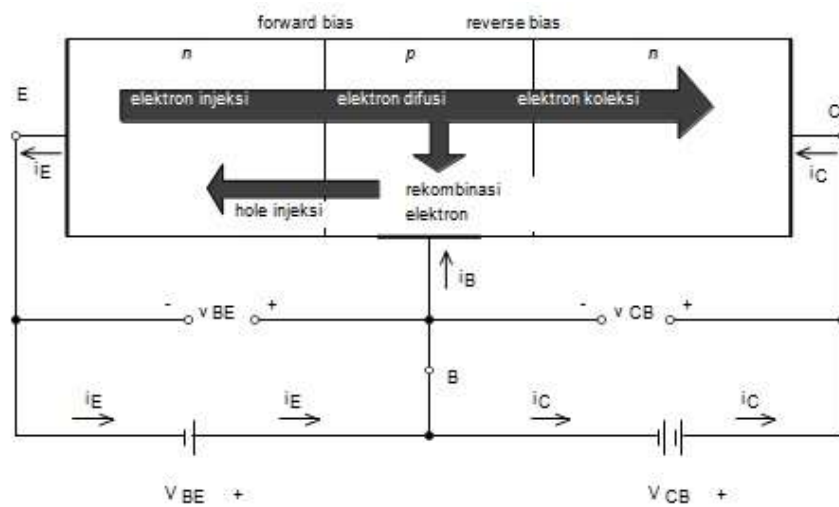 forward bias reverse bias
n p n
E elektron injeksi elektron difusi elektron koleksi
C
iE iC
hole injeksi rekombinasi
elektron
iB
- v BE + - v CB +
B
iE iE iC iC
V BE + V CB +